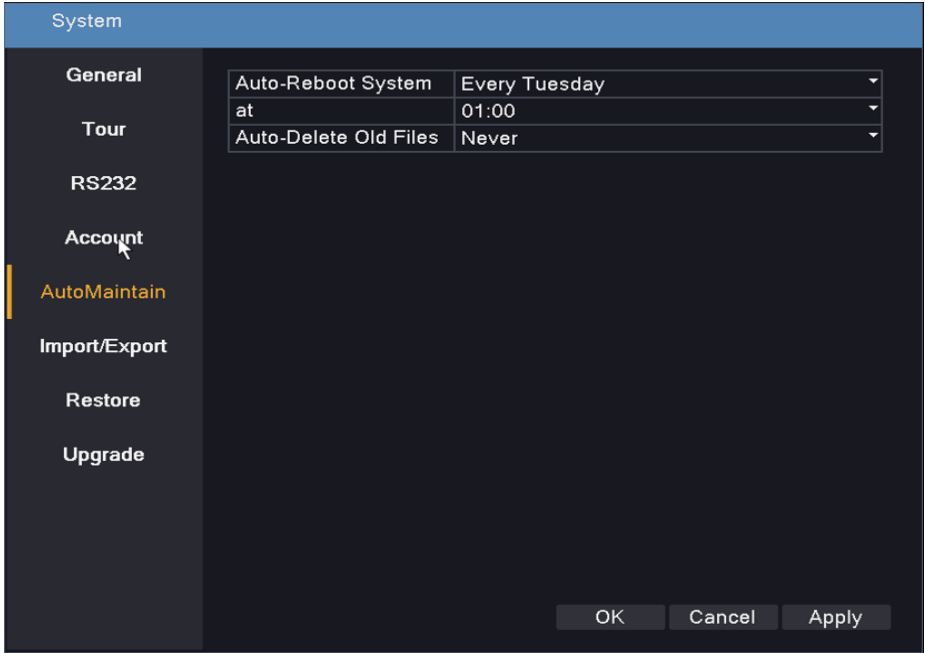 System
General
Tour
RS232
Account
AutoMaintain
Import/Export
Restore
Upgrade
Auto-Reboot System Every Tuesday
at 01:00
Auto-Delete Old Files Never
OK Cancel Apply